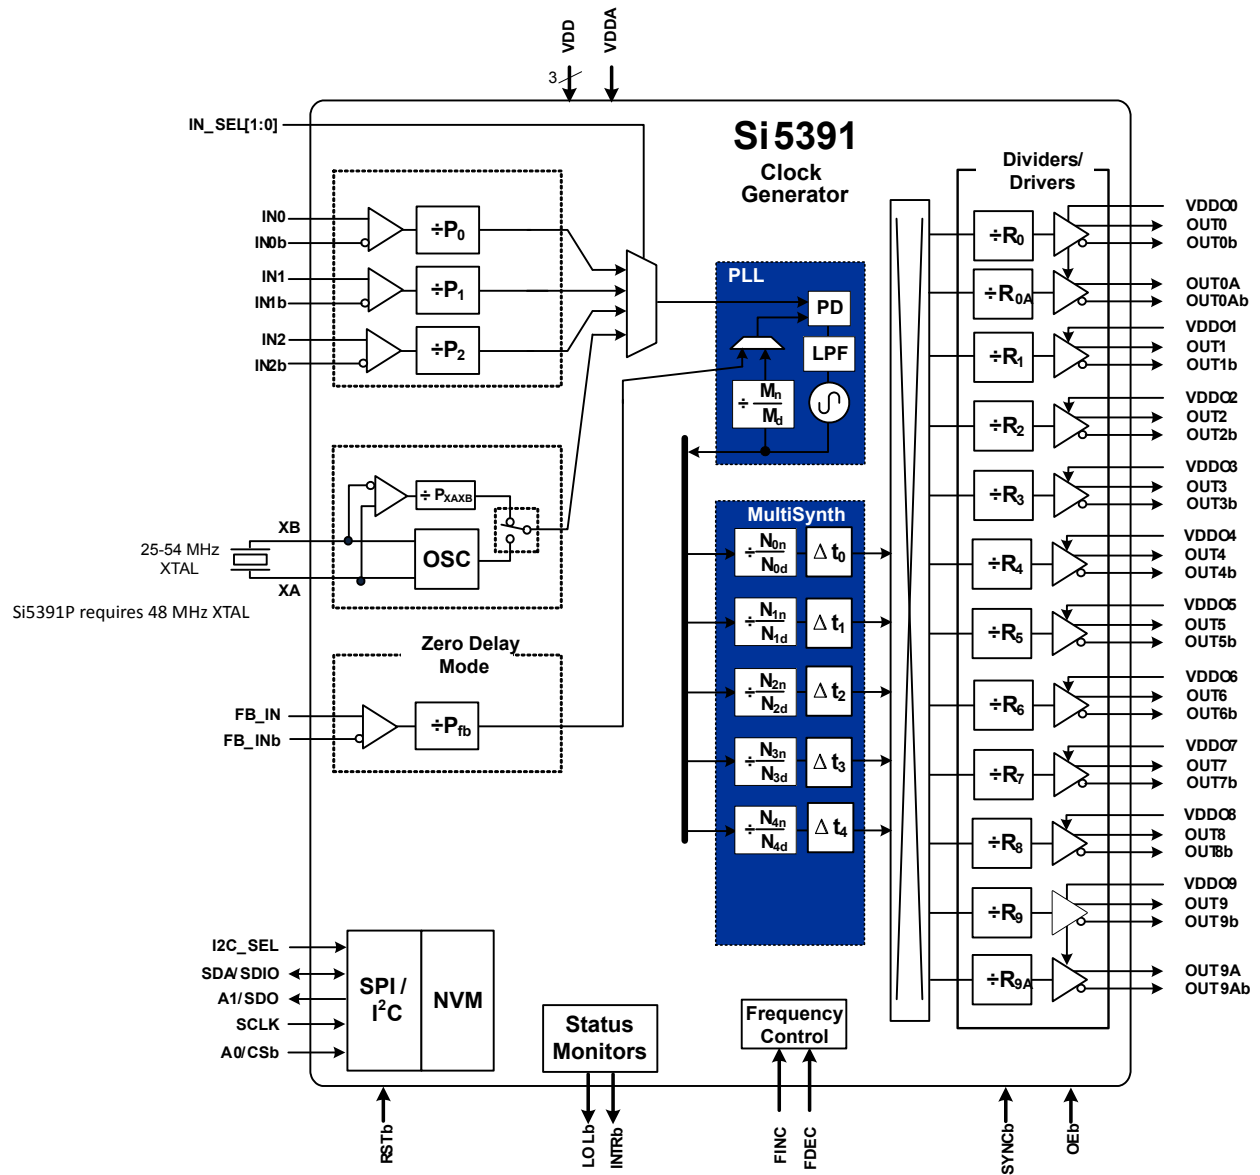 VDD
VDDA
3
IN_SEL[1:0]
Si5391
Clock
Generator
Dividers/
Drivers
IN0
IN0b
÷P0
IN1
IN1b
÷P1
IN2
IN2b
÷P2
PLL
PD
LPF
÷ Mn
Md
÷ PXAXB
XB
OSC
25-54 MHz
XTAL
XA
Si5391P requires 48 MHz XTAL
Zero Delay
Mode
FB_IN
FB_INb
÷Pfb
MultiSynth
÷ N0n
N0d
Δ t0
÷ N1n
N1d
Δ t1
÷ N2n
N2d
Δ t2
÷ N3n
N3d
Δ t3
÷ N4n
N4d
Δ t4
÷R0
VDDO0
OUT0
OUT0b
÷R0A
OUT0A
OUT0Ab
÷R1
VDDO1
OUT1
OUT1b
÷R2
VDDO2
OUT2
OUT2b
÷R3
VDDO3
OUT3
OUT3b
÷R4
VDDO4
OUT4
OUT4b
÷R5
VDDO5
OUT5
OUT5b
÷R6
VDDO6
OUT6
OUT6b
÷R7
VDDO7
OUT7
OUT7b
÷R8
VDDO8
OUT8
OUT8b
÷R9
VDDO9
OUT9
OUT9b
÷R9A
OUT9A
OUT9Ab
I2C_SEL
SDA/SDIO
A1/SDO
SCLK
A0/CSb
SPI/
I²C
NVM
Status
Monitors
Frequency
Control
RSTb
LOLb
INTRb
FINC
FDEC
SYNCb
OEb